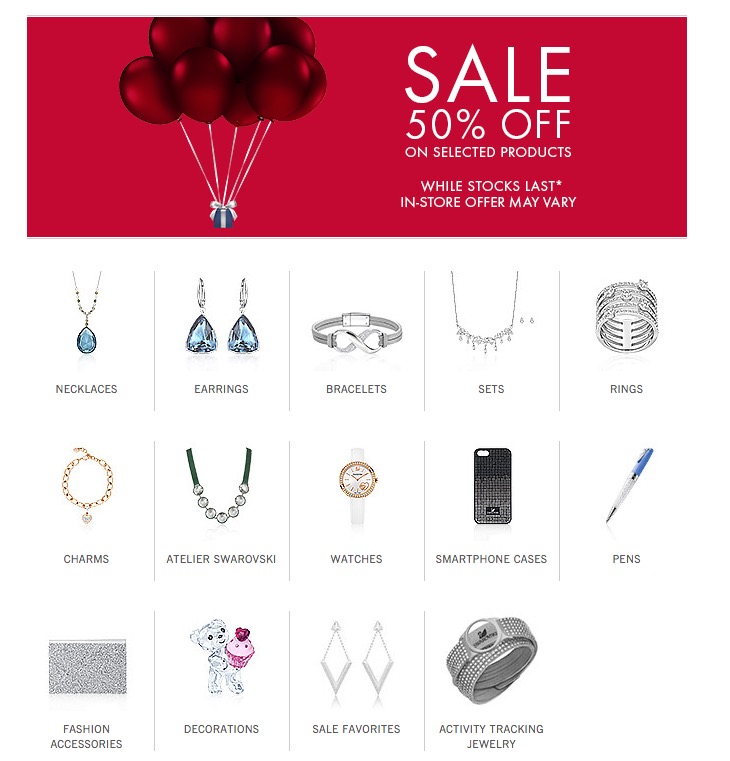 SALE
50% OFF
ON SELECTED PRODUCTS
WHILE STOCKS LAST*
IN-STORE OFFER MAY VARY
NECKLACES
EARRINGS
BRACELETS
SETS
RINGS
CHARMS
ATELIER SWAROVSKI
WATCHES
SMARTPHONE CASES
PENS
FASHION
ACCESSORIES
DECORATIONS
SALE FAVORITES
ACTIVITY TRACKING
JEWELRY